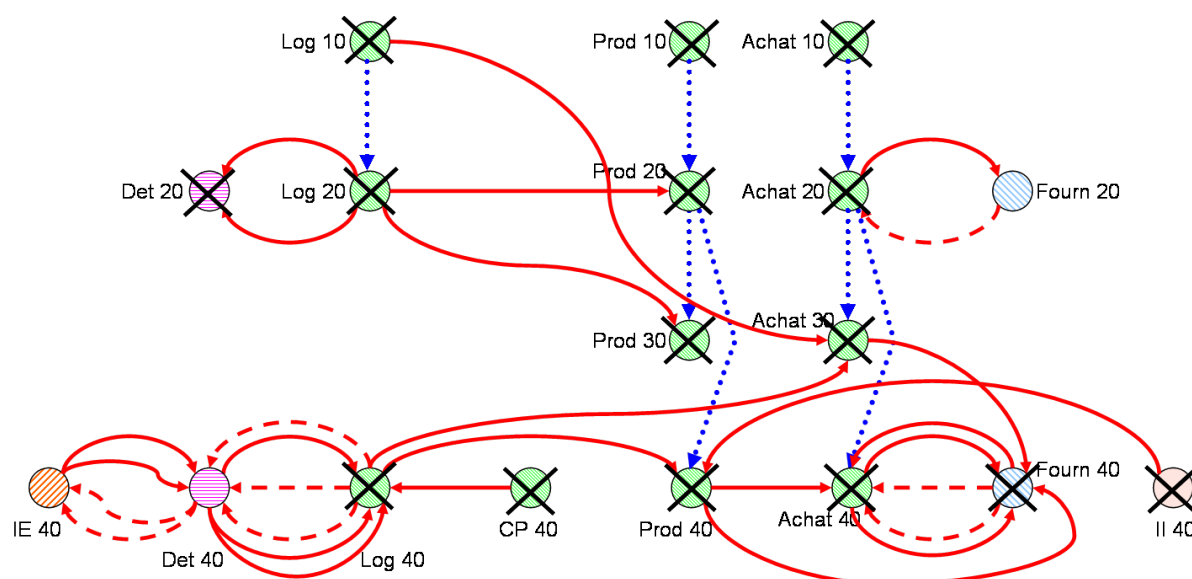 Log 10
Prod 10
Achat 10
Det 20
Log 20
Prod 20
Achat 20
Fourn 20
Prod 30
Achat 30
IE 40
Det 40
Log 40
CP 40
Prod 40
Achat 40
Fourn 40
II 40